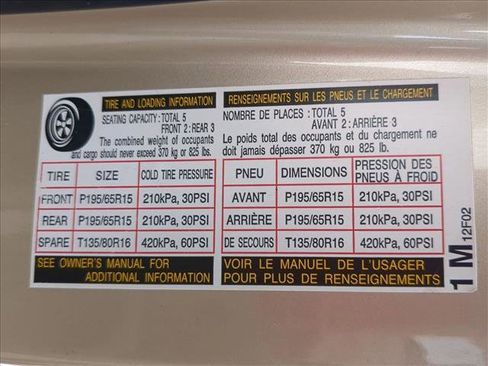 TIRE AND LOADING INFORMATION
SEATING CAPACITY : TOTAL 5
FRONT 2 : REAR 3
The combined weight of occupants
and cargo should never exceed 370 kg or 825 lbs.
TIRE SIZE COLD TIRE PRESSURE
FRONT P195/65R15 210kPa, 30PSI
REAR P195/65R15 210kPa, 30PSI
SPARE T135/80R16 420kPa, 60PSI
SEE OWNER'S MANUAL FOR
ADDITIONAL INFORMATION
RENSEIGNEMENTS SUR LES PNEUS ET LE CHARGEMENT
NOMBRE DE PLACES : TOTAL 5
AVANT 2 : ARRIÈRE 3
Le poids total des occupants et du chargement ne
doit jamais dépasser 370 kg ou 825 lb.
PNEU DIMENSIONS PRESSION DES
PNEUS À FROID
AVANT P195/65R15 210kPa, 30PSI
ARRIÈRE P195/65R15 210kPa, 30PSI
DE SECOURS T135/80R16 420kPa, 60PSI
VOIR LE MANUEL DE L'USAGER
POUR PLUS DE RENSEIGNEMENTS
1 M 12F02